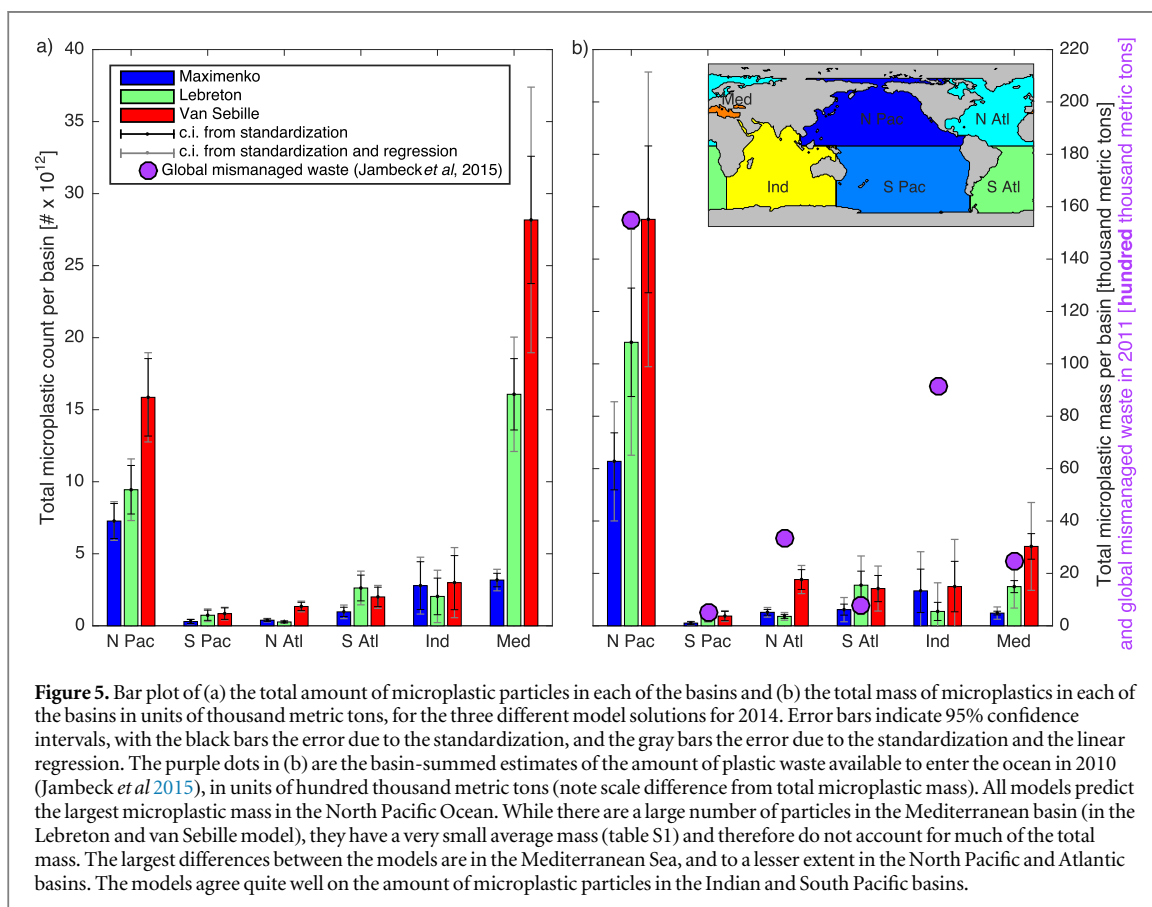 a)
40
35
30
25
20
15
10
5
0
Total microplastic count per basin [# x 10¹²]
Maximenko
Lebreton
Van Sebille
c.i. from standardization
c.i. from standardization and regression
Global mismanaged waste (Jambeck et al, 2015)
N Pac S Pac N Atl S Atl Ind Med
b)
Med
N Pac
N Atl
Ind
S Pac
S Atl
220
200
180
160
140
120
100
80
60
40
20
0
Total microplastic mass per basin [thousand metric tons]
and global mismanaged waste in 2011 [hundred thousand metric tons]
N Pac S Pac N Atl S Atl Ind Med
Figure 5. Bar plot of (a) the total amount of microplastic particles in each of the basins and (b) the total mass of microplastics in each of
the basins in units of thousand metric tons, for the three different model solutions for 2014. Error bars indicate 95% confidence
intervals, with the black bars the error due to the standardization, and the gray bars the error due to the standardization and the linear
regression. The purple dots in (b) are the basin-summed estimates of the amount of plastic waste available to enter the ocean in 2010
(Jambeck et al 2015), in units of hundred thousand metric tons (note scale difference from total microplastic mass). All models predict
the largest microplastic mass in the North Pacific Ocean. While there are a large number of particles in the Mediterranean basin (in the
Lebreton and van Sebille model), they have a very small average mass (table S1) and therefore do not account for much of the total
mass. The largest differences between the models are in the Mediterranean Sea, and to a lesser extent in the North Pacific and Atlantic
basins. The models agree quite well on the amount of microplastic particles in the Indian and South Pacific basins.